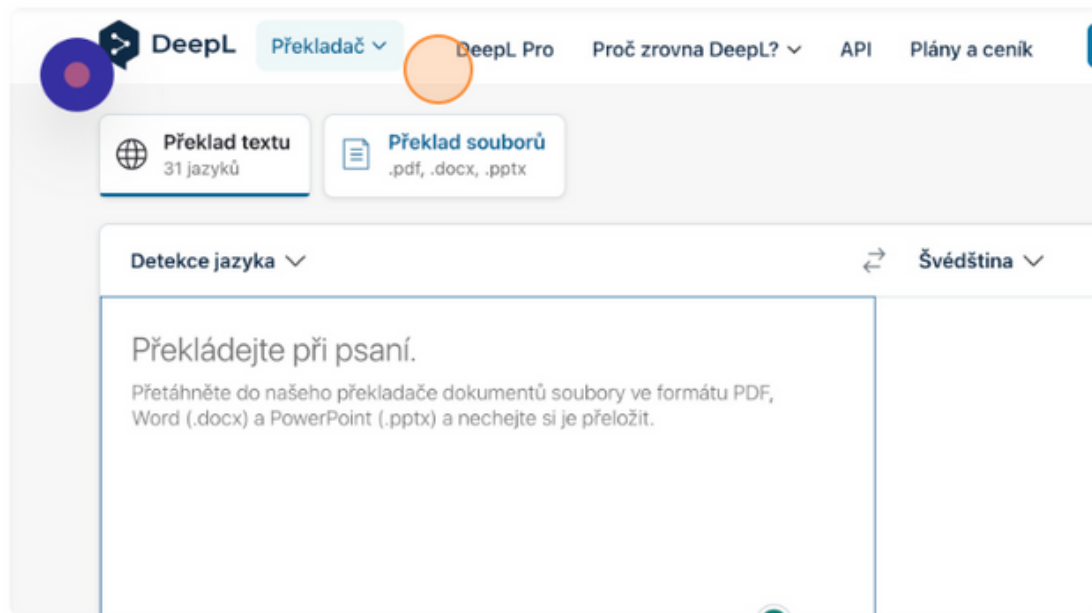 DeepL
Překladač
DeepL Pro
Proč zrovna DeepL?
API
Plány a ceník
Překlad textu
31 jazyků
Překlad souborů
.pdf, .docx, .pptx
Detekce jazyka
Švédština
Překládejte při psaní.
Přetáhněte do našeho překladače dokumentů soubory ve formátu PDF,
Word (.docx) a PowerPoint (.pptx) a nechejte si je přeložit.